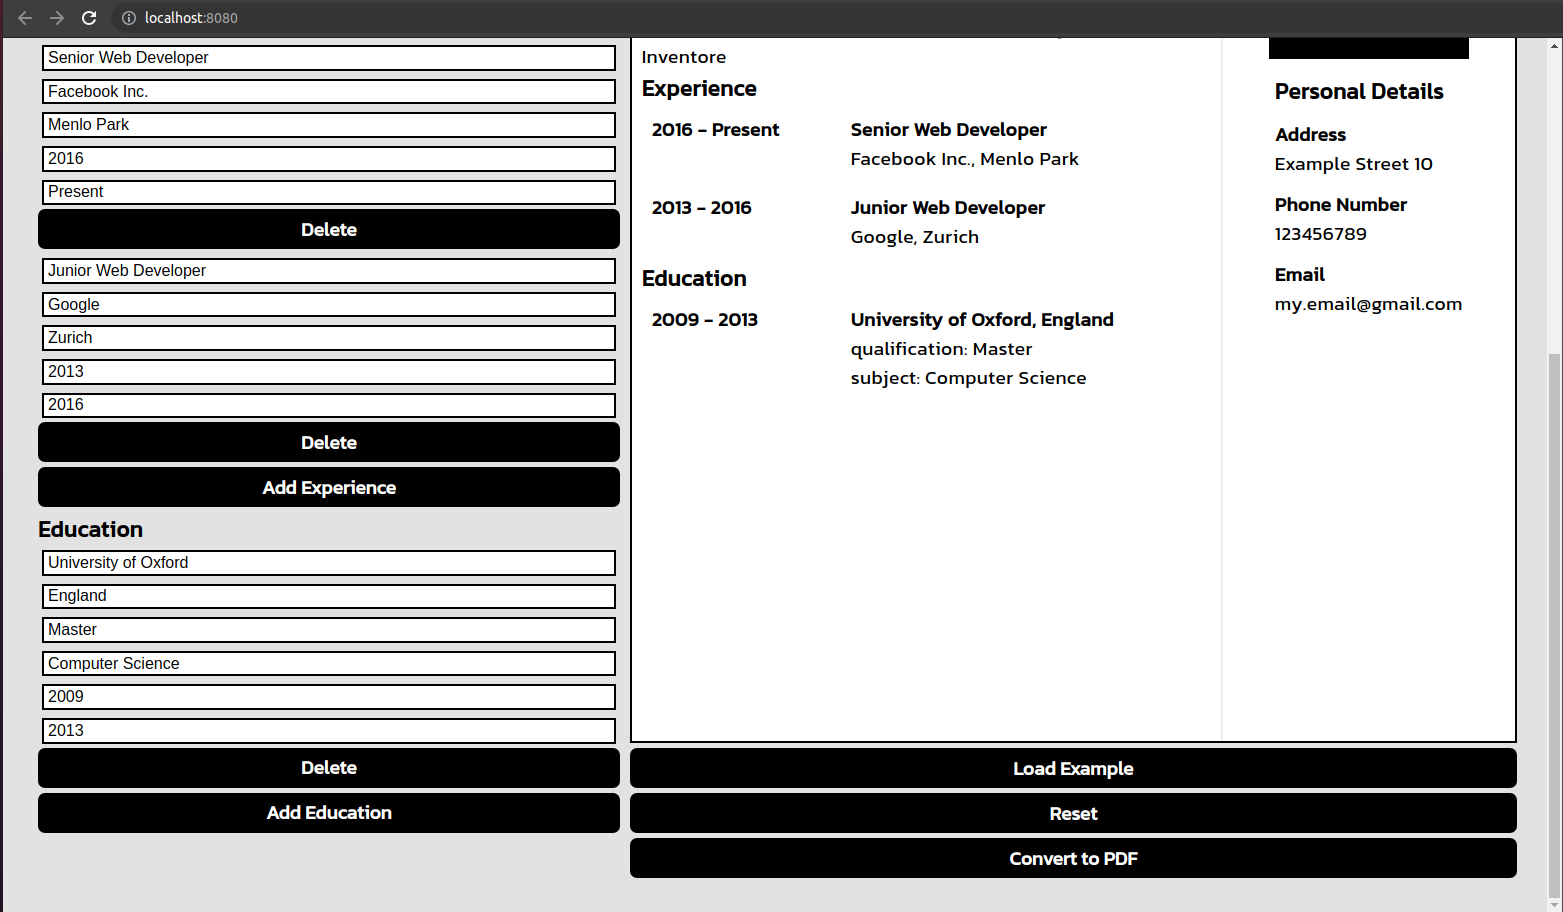 localhost:8080
Senior Web Developer
Facebook Inc.
Menlo Park
2016
Present
Delete
Junior Web Developer
Google
Zurich
2013
2016
Delete
Add Experience
Education
University of Oxford
England
Master
Computer Science
2009
2013
Delete
Add Education
Inventore
Experience
2016 - Present
Senior Web Developer
Facebook Inc., Menlo Park
2013 - 2016
Junior Web Developer
Google, Zurich
Education
2009 - 2013
University of Oxford, England
qualification: Master
subject: Computer Science
Personal Details
Address
Example Street 10
Phone Number
123456789
Email
my.email@gmail.com
Load Example
Reset
Convert to PDF